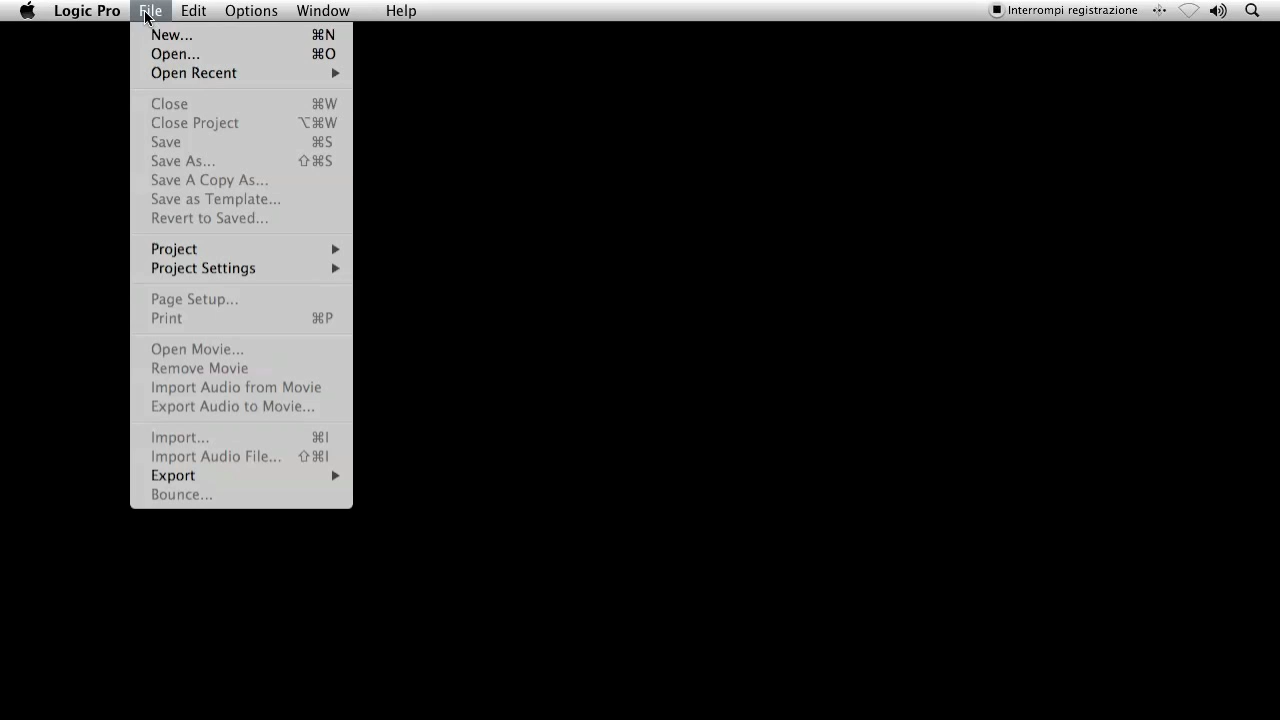 Logic Pro File Edit Options Window Help Interrompi registrazione
New... ⌘N
Open... ⌘O
Open Recent
Close ⌘W
Close Project ⌥⌘W
Save ⌘S
Save As... ⇧⌘S
Save A Copy As...
Save as Template...
Revert to Saved...
Project
Project Settings
Page Setup...
Print ⌘P
Open Movie...
Remove Movie
Import Audio from Movie
Export Audio to Movie...
Import... ⌘I
Import Audio File... ⇧⌘I
Export
Bounce...